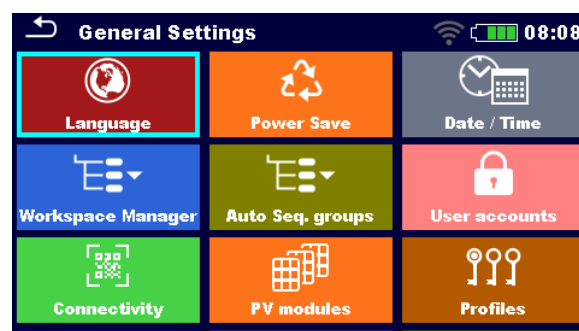 General Settings 08:08
Language Power Save Date / Time
Workspace Manager Auto Seq. groups User accounts
Connectivity PV modules Profiles